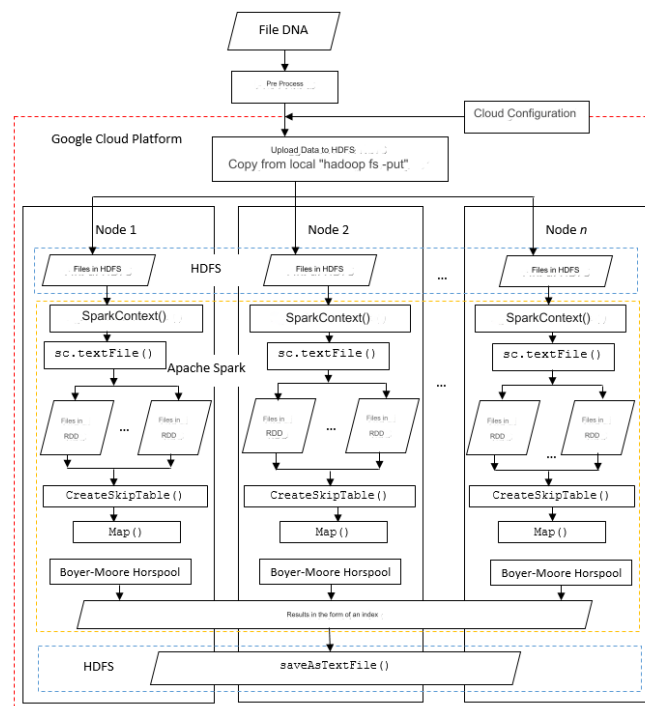 File DNA
Pre Process
Cloud Configuration
Google Cloud Platform
Upload Data to HDFS
Copy from local "hadoop fs -put"
Node 1
Node 2
Node n
Files in HDFS
HDFS
Files in HDFS
...
Files in HDFS
SparkContext()
SparkContext()
SparkContext()
sc.textFile()
sc.textFile()
sc.textFile()
Apache Spark
...
Files in
RDD
...
Files in
RDD
Files in
RDD
...
Files in
RDD
Files in
RDD
...
Files in
RDD
CreateSkipTable()
CreateSkipTable()
CreateSkipTable()
Map()
Map()
Map()
Boyer-Moore Horspool
Boyer-Moore Horspool
Boyer-Moore Horspool
Results in the form of an index
HDFS
saveAsTextFile()